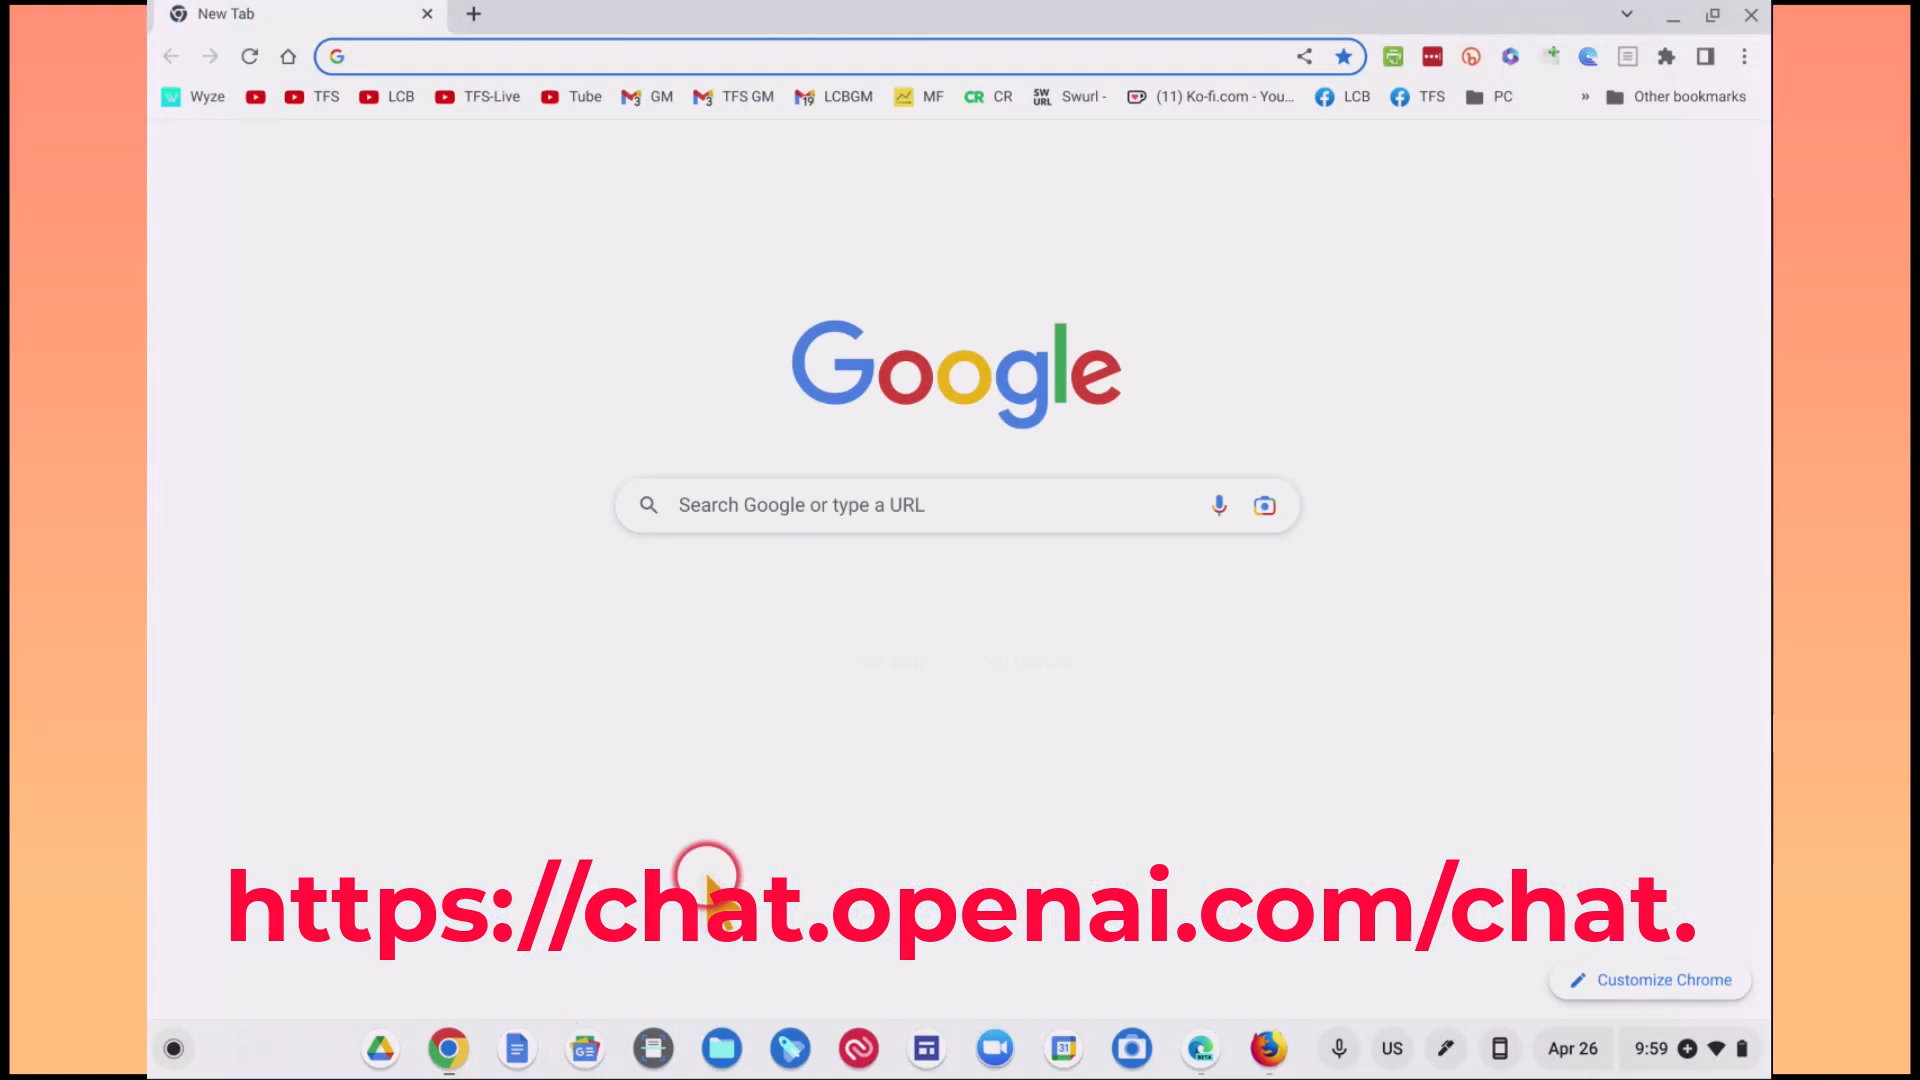 New Tab
Wyze TFS LCB TFS-Live Tube GM TFS GM LCBGM MF CR CR SW URL Swurl - (11) Ko-fi.com - You... LCB TFS PC » Other bookmarks
Google
Search Google or type a URL
https://chat.openai.com/chat.
Customize Chrome
US Apr 26 9:59